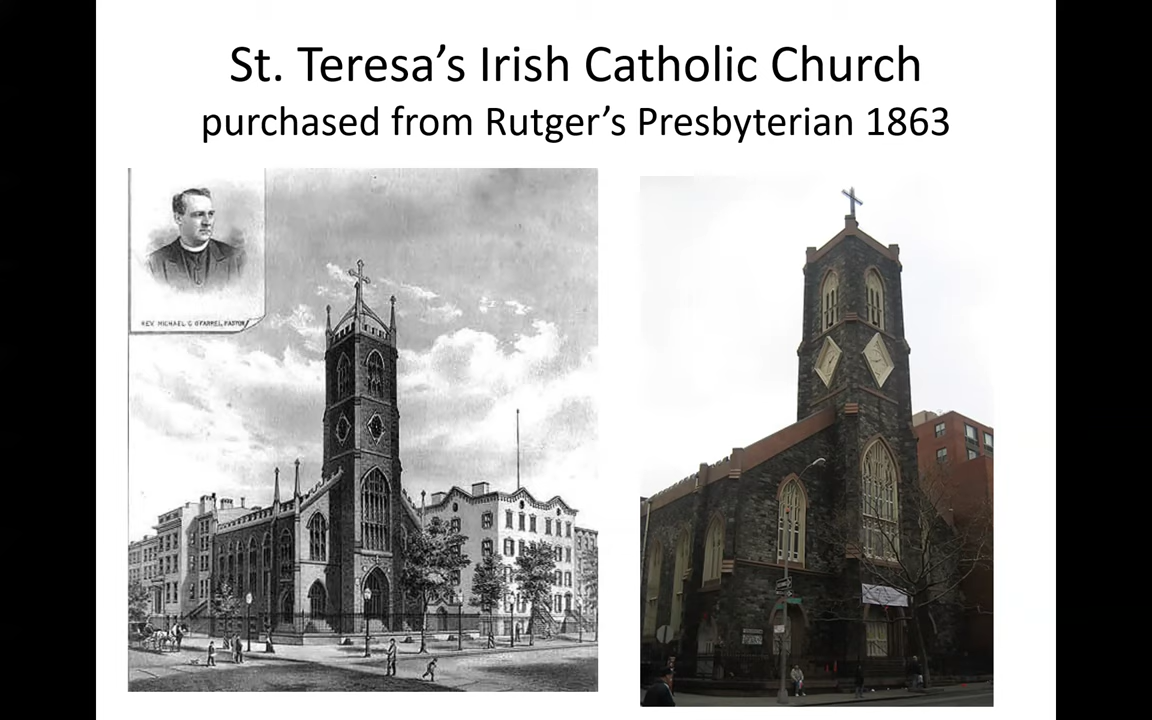 St. Teresa’s Irish Catholic Church
purchased from Rutger’s Presbyterian 1863
REV. MICHAEL C. O'FARREL, PASTOR